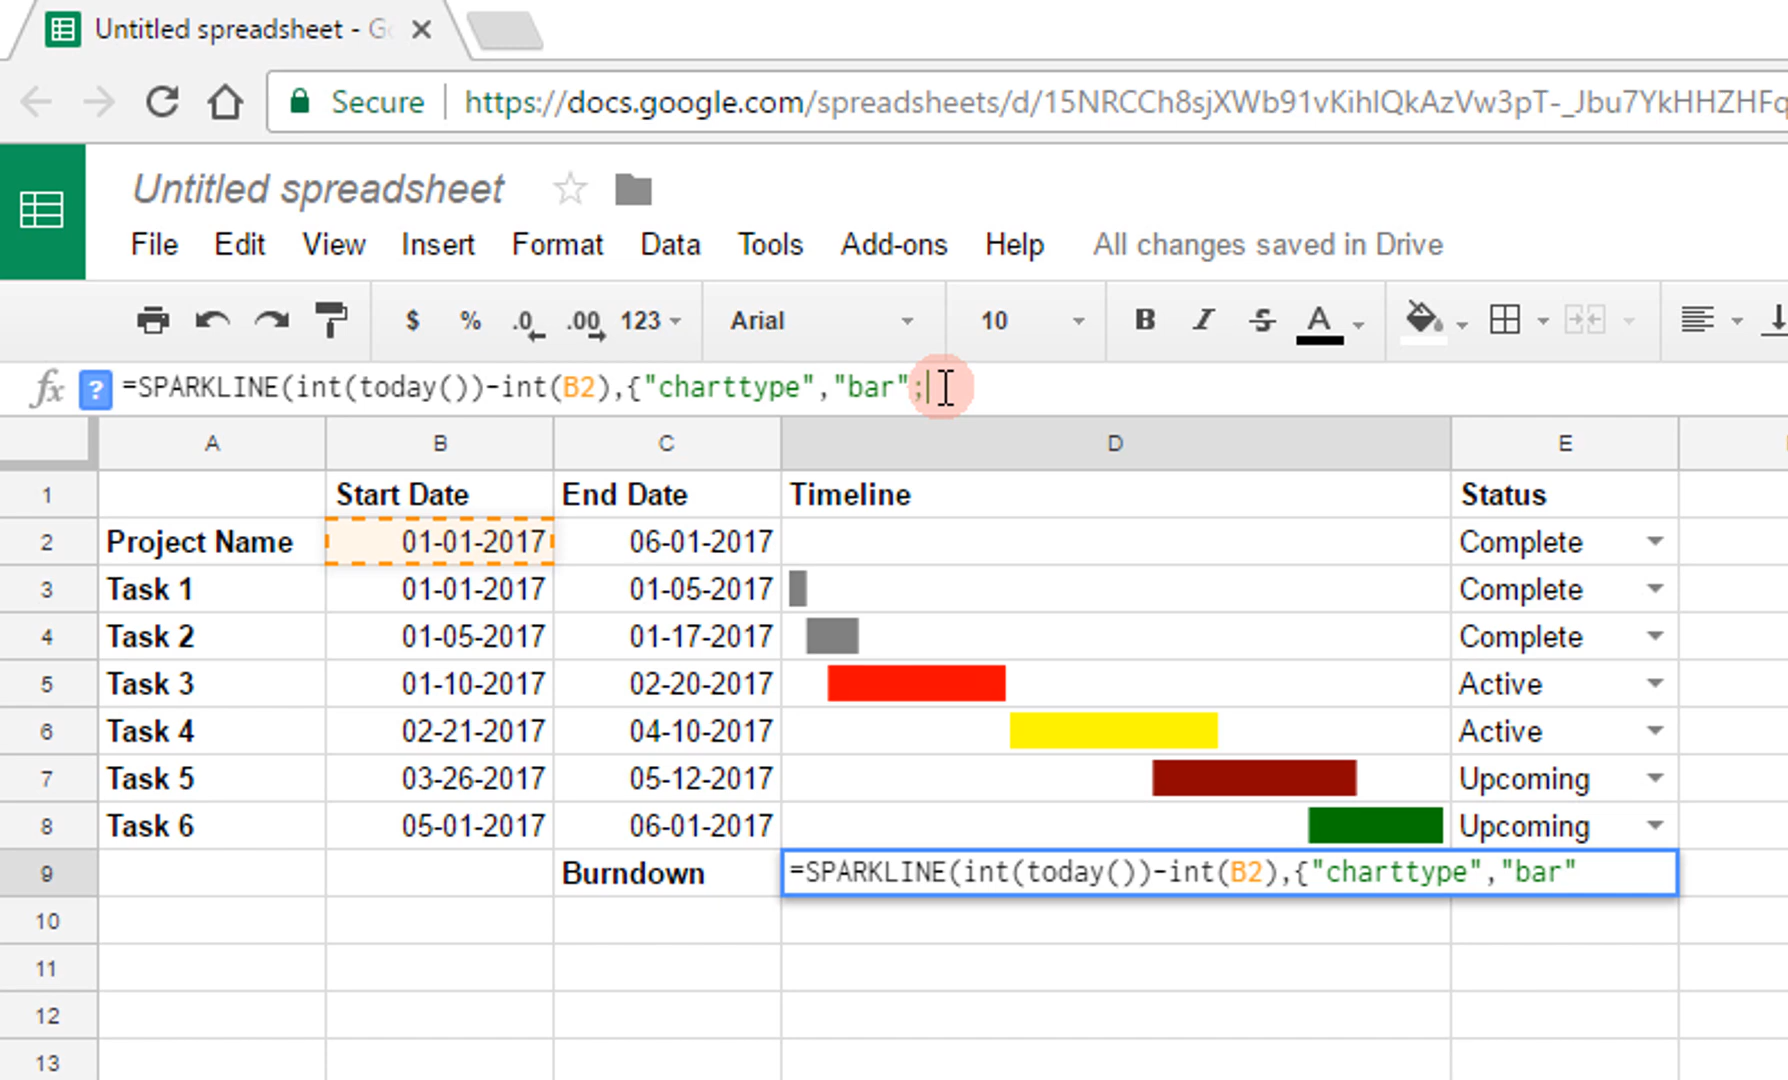 Untitled spreadsheet - G
Secure https://docs.google.com/spreadsheets/d/15NRCCh8sjXWb91vKihlQkAzVw3pT-_Jbu7YkHHZHFq
Untitled spreadsheet
File Edit View Insert Format Data Tools Add-ons Help All changes saved in Drive
$ % .0 .00 123 Arial 10 B I S A
fx ? =SPARKLINE(int(today())-int(B2),{"charttype","bar";
A B C D E
1 Start Date End Date Timeline Status
2 Project Name 01-01-2017 06-01-2017 Complete
3 Task 1 01-01-2017 01-05-2017 Complete
4 Task 2 01-05-2017 01-17-2017 Complete
5 Task 3 01-10-2017 02-20-2017 Active
6 Task 4 02-21-2017 04-10-2017 Active
7 Task 5 03-26-2017 05-12-2017 Upcoming
8 Task 6 05-01-2017 06-01-2017 Upcoming
9 Burndown =SPARKLINE(int(today())-int(B2),{"charttype","bar"
10
11
12
13